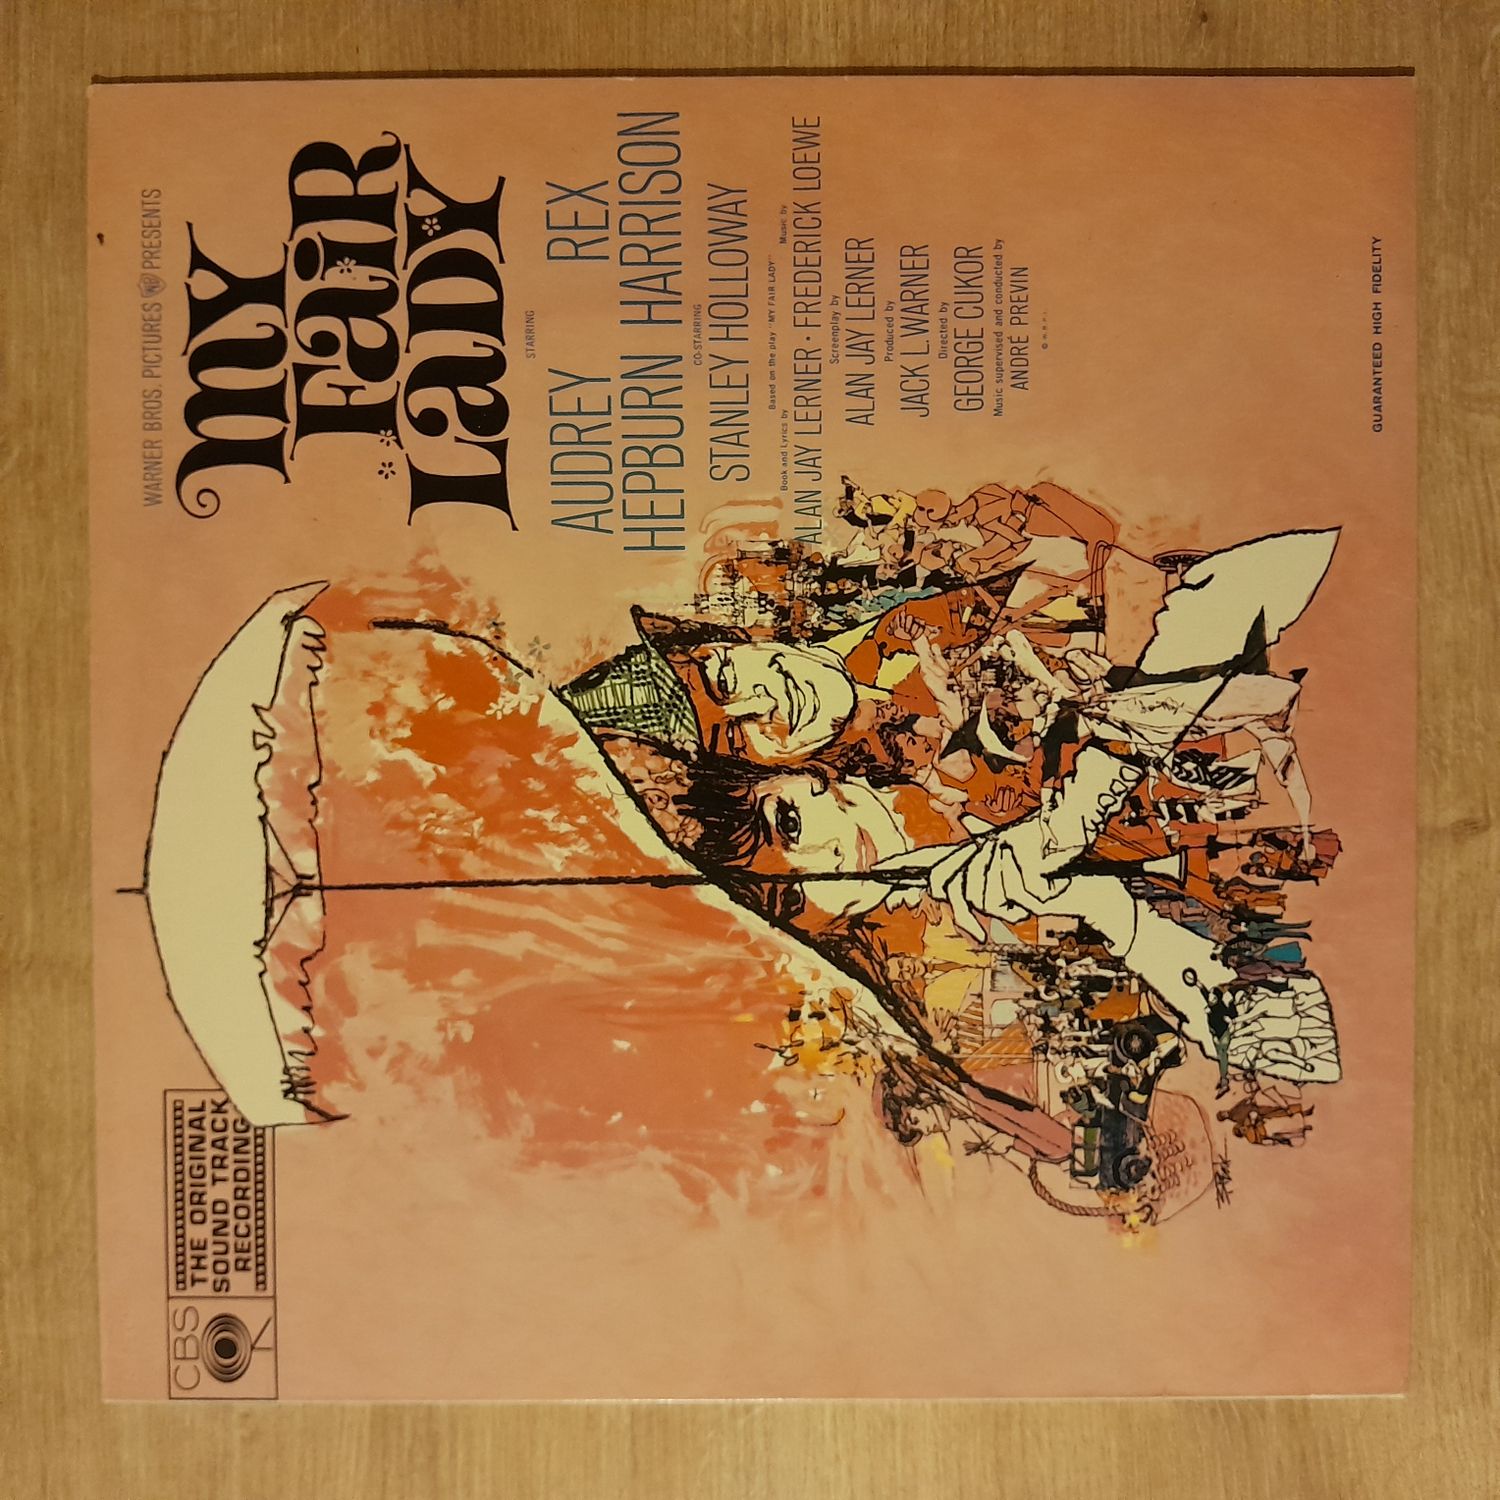 CBS
THE ORIGINAL
SOUND TRACK
RECORDING
WARNER BROS. PICTURES WB PRESENTS
MY
FAIR
LADY
STARRING
AUDREY REX
HEPBURN HARRISON
CO-STARRING
STANLEY HOLLOWAY
Based on the play "MY FAIR LADY"
Book and Lyrics by Music by
ALAN JAY LERNER · FREDERICK LOEWE
Screenplay by
ALAN JAY LERNER
Produced by
JACK L. WARNER
Directed by
GEORGE CUKOR
Music supervised and conducted by
ANDRÉ PREVIN
GUARANTEED HIGH FIDELITY